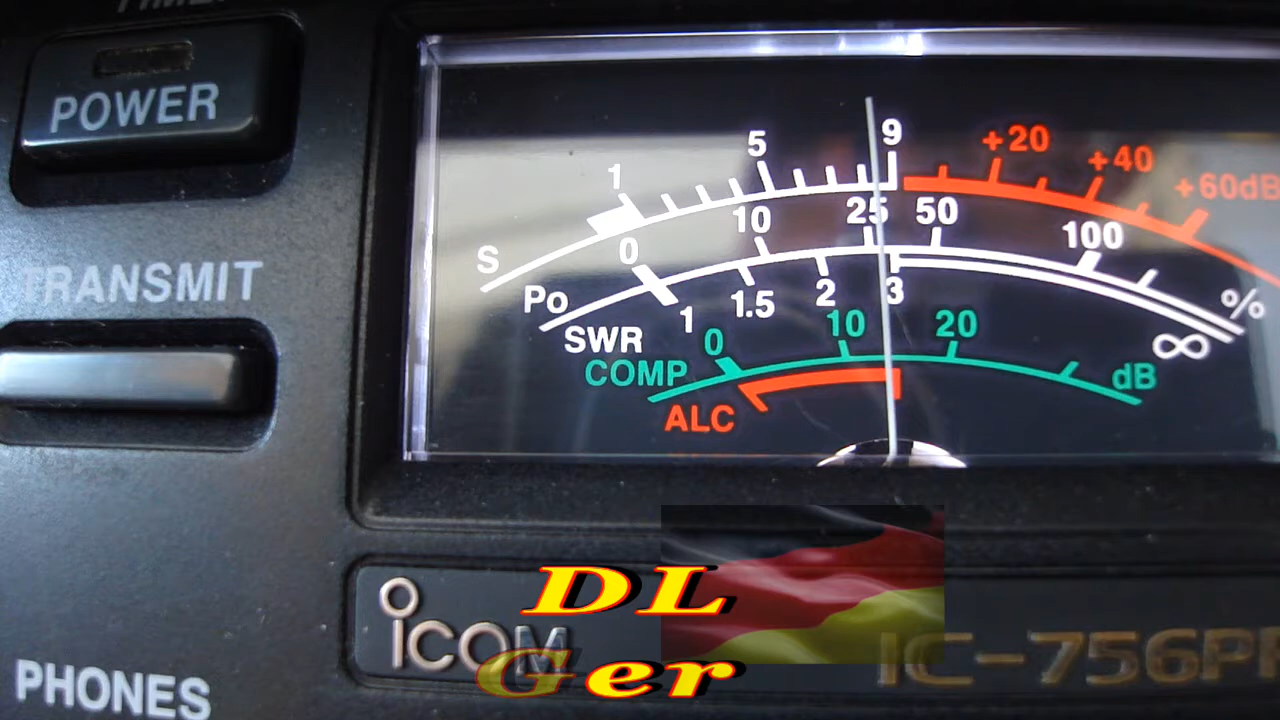 TIMER
POWER
TRANSMIT
PHONES
1 5 9 +20 +40 +60dB
S
0 10 25 50 100 %
Po
1 1.5 2 3 ∞
SWR
0 10 20 dB
COMP
ALC
DL
ICOM
IC-756P
Ger